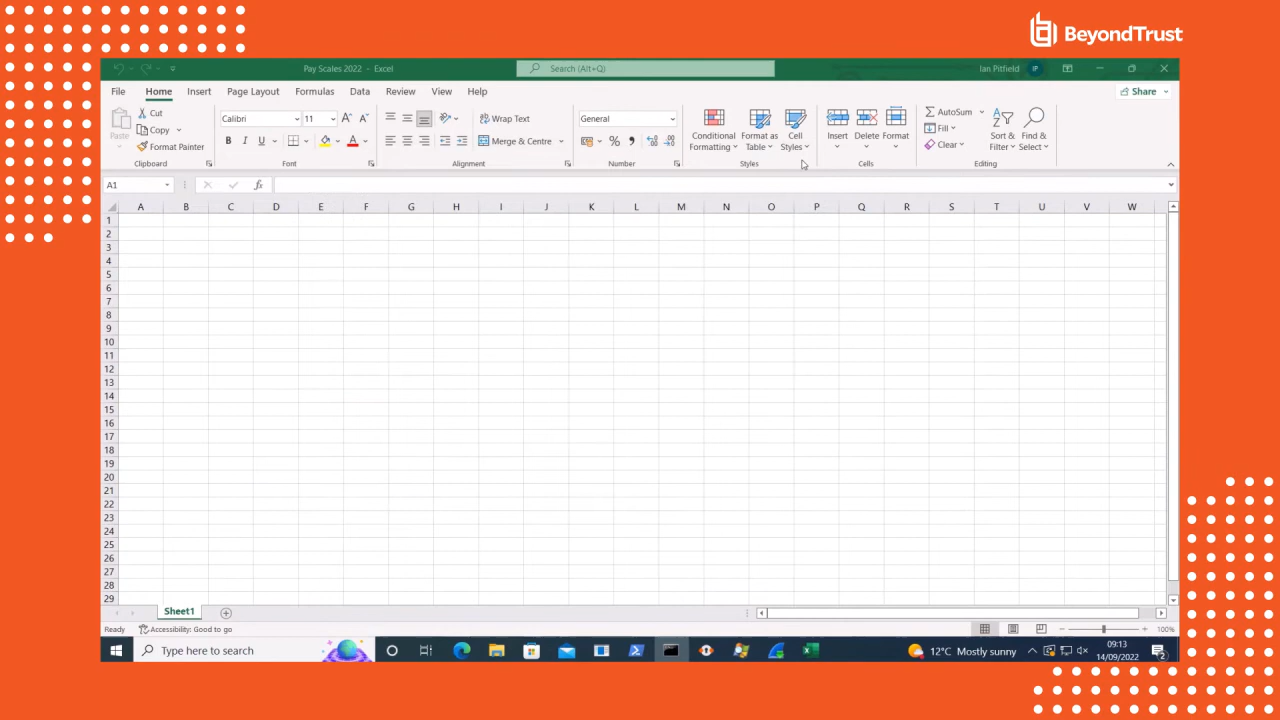 BeyondTrust
Pay Scales 2022 - Excel
Search (Alt+Q)
Ian Pitfield
IP
File Home Insert Page Layout Formulas Data Review View Help
Share
Paste
Cut
Copy
Format Painter
Clipboard
Calibri 11
A A
B I U
A
Font
Wrap Text
Merge & Centre
Alignment
General
% ,
Number
Conditional Formatting
Format as Table
Cell Styles
Styles
Insert
Delete
Format
Cells
AutoSum
Fill
Clear
Sort & Filter
Find & Select
Editing
A1
fx
A B C D E F G H I J K L M N O P Q R S T U V W
1
2
3
4
5
6
7
8
9
10
11
12
13
14
15
16
17
18
19
20
21
22
23
24
25
26
27
28
29
Sheet1
Ready
Accessibility: Good to go
100%
Type here to search
12°C Mostly sunny
09:13
14/09/2022
2